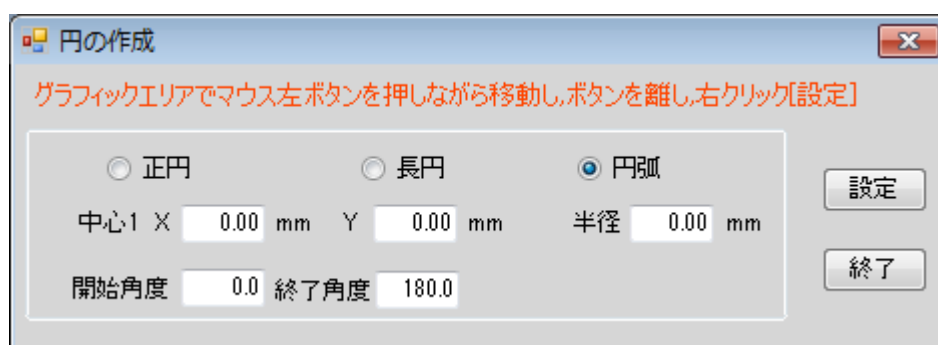 円の作成
グラフィックエリアでマウス左ボタンを押しながら移動し,ボタンを離し,右クリック[設定]
正円 長円 円弧
設定
中心1 X 0.00 mm Y 0.00 mm 半径 0.00 mm
終了
開始角度 0.0 終了角度 180.0